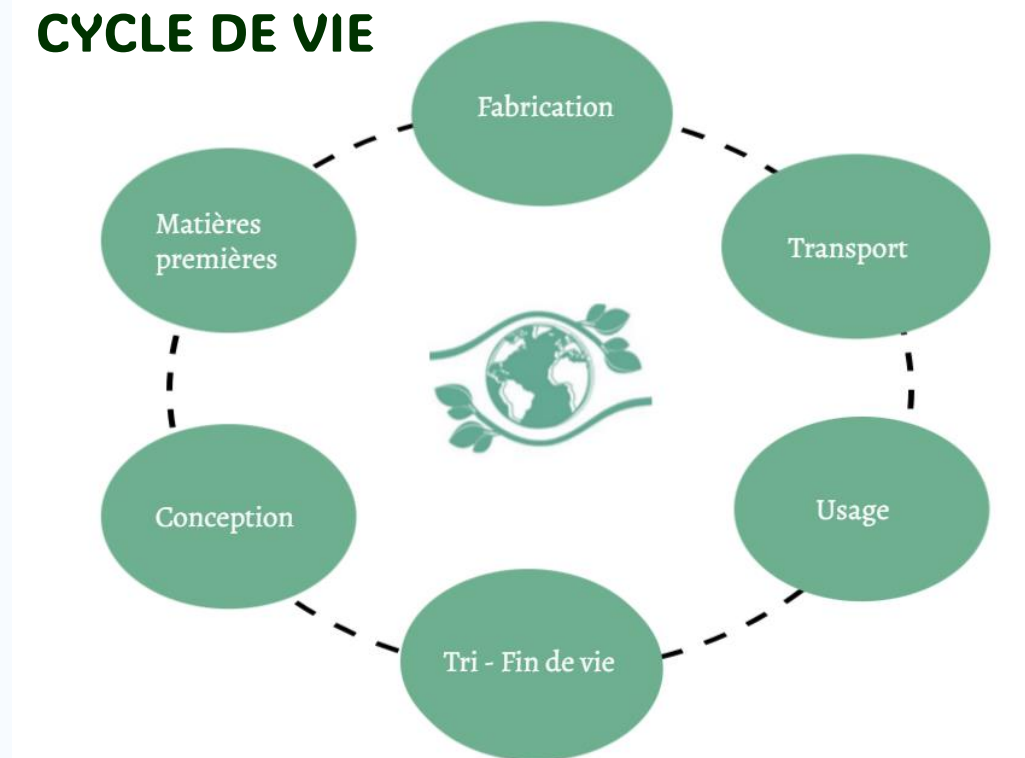 CYCLE DE VIE
Fabrication
Matières
premières
Transport
Conception
Usage
Tri - Fin de vie